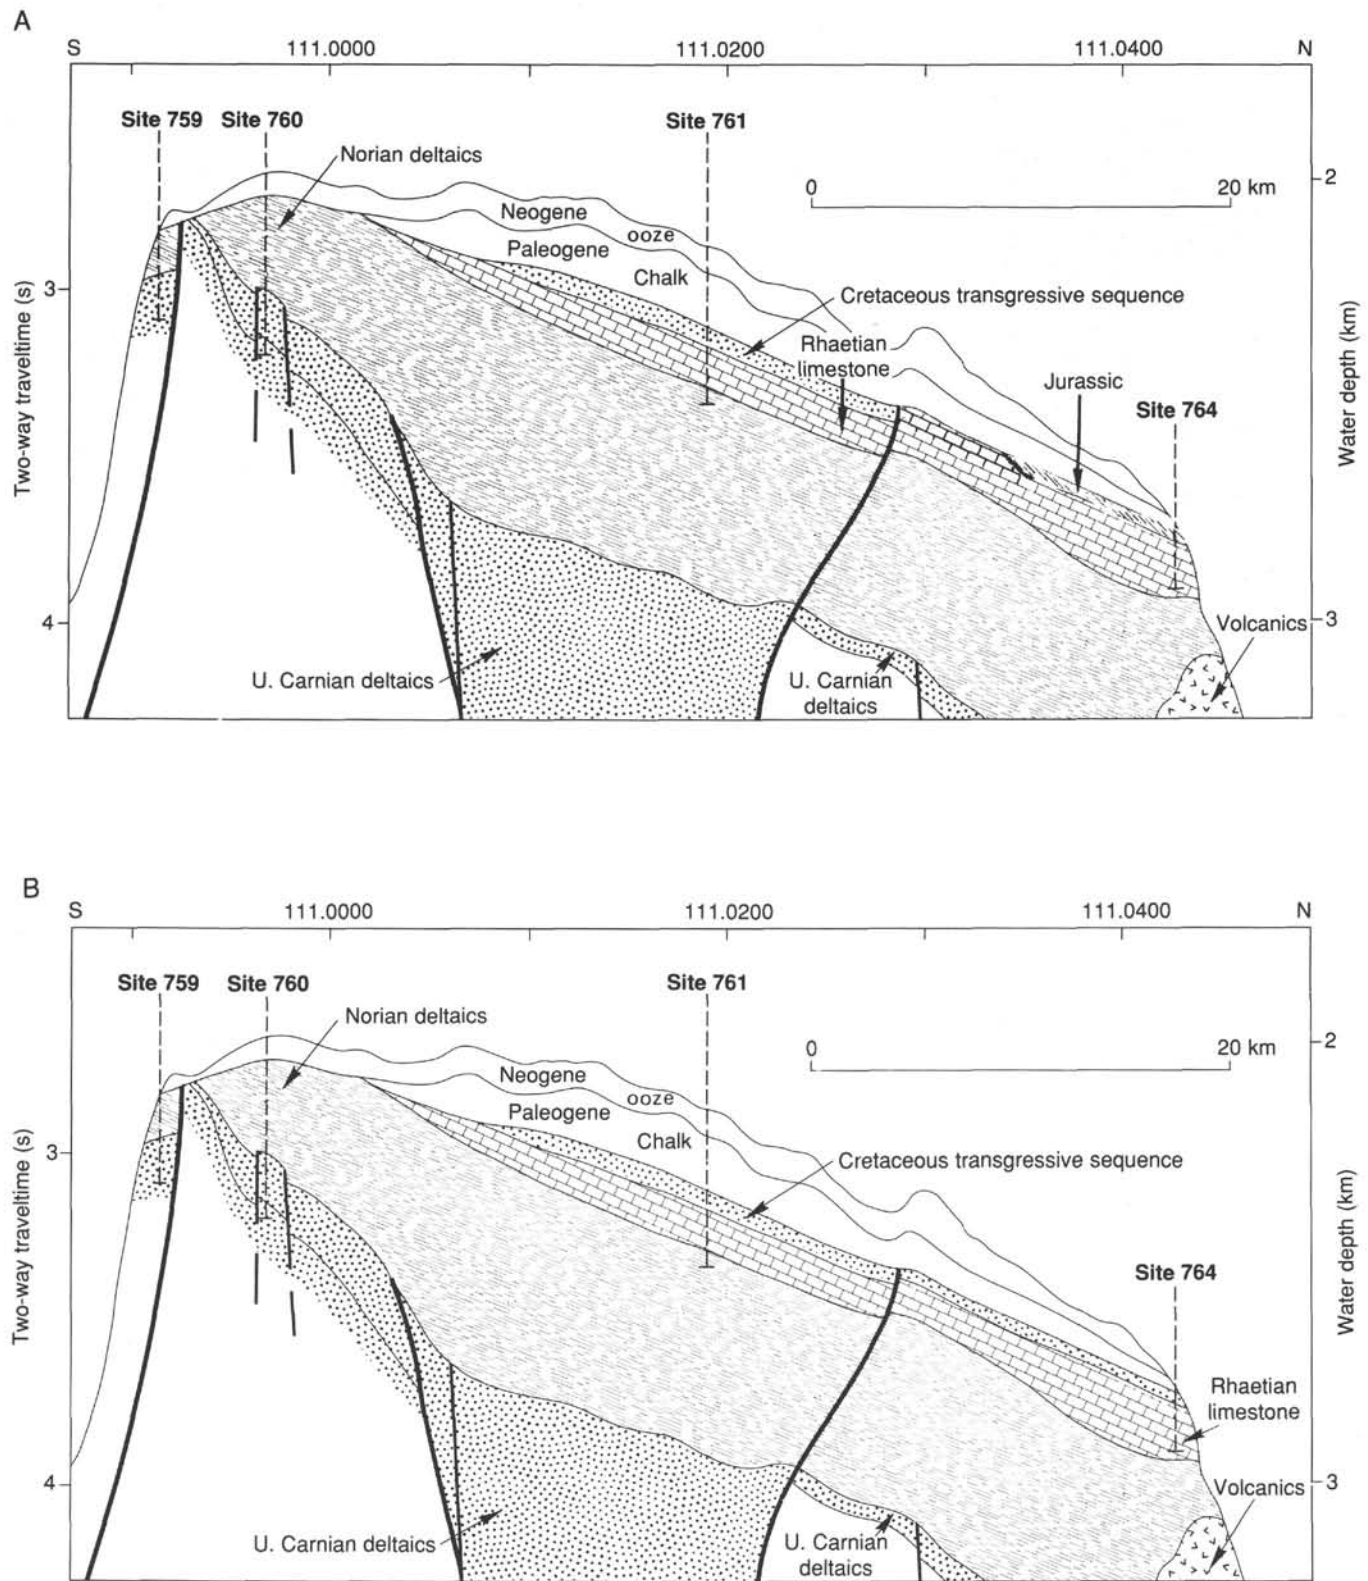 A
S 111.0000 111.0200 111.0400 N
Site 759 Site 760 Site 761
Norian deltaics
2
0 20 km
Neogene
ooze
Paleogene
Chalk
3
Cretaceous transgressive sequence
Rhaetian
limestone
Jurassic
Site 764
Two-way traveltime (s)
Water depth (km)
4
3
Volcanics
U. Carnian deltaics
U. Carnian
deltaics
B
S 111.0000 111.0200 111.0400 N
Site 759 Site 760 Site 761
Norian deltaics
2
0 20 km
Neogene
ooze
Paleogene
Chalk
3
Cretaceous transgressive sequence
Site 764
Two-way traveltime (s)
Water depth (km)
Rhaetian
limestone
4
3
Volcanics
U. Carnian deltaics
U. Carnian
deltaics